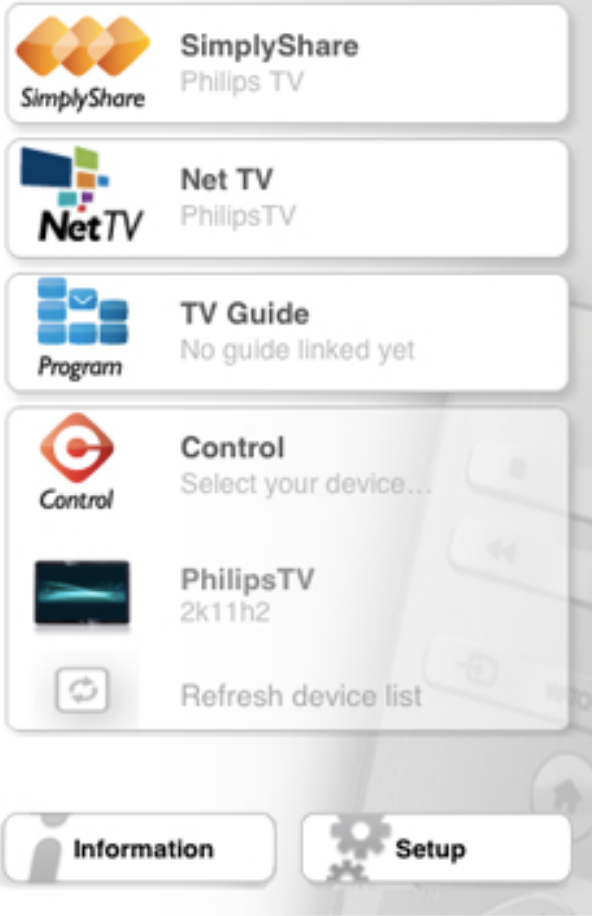 SimplyShare
Philips TV
SimplyShare
Net TV
PhilipsTV
NetTV
TV Guide
No guide linked yet
Program
Control
Select your device...
Control
PhilipsTV
2k11h2
Refresh device list
Information
Setup